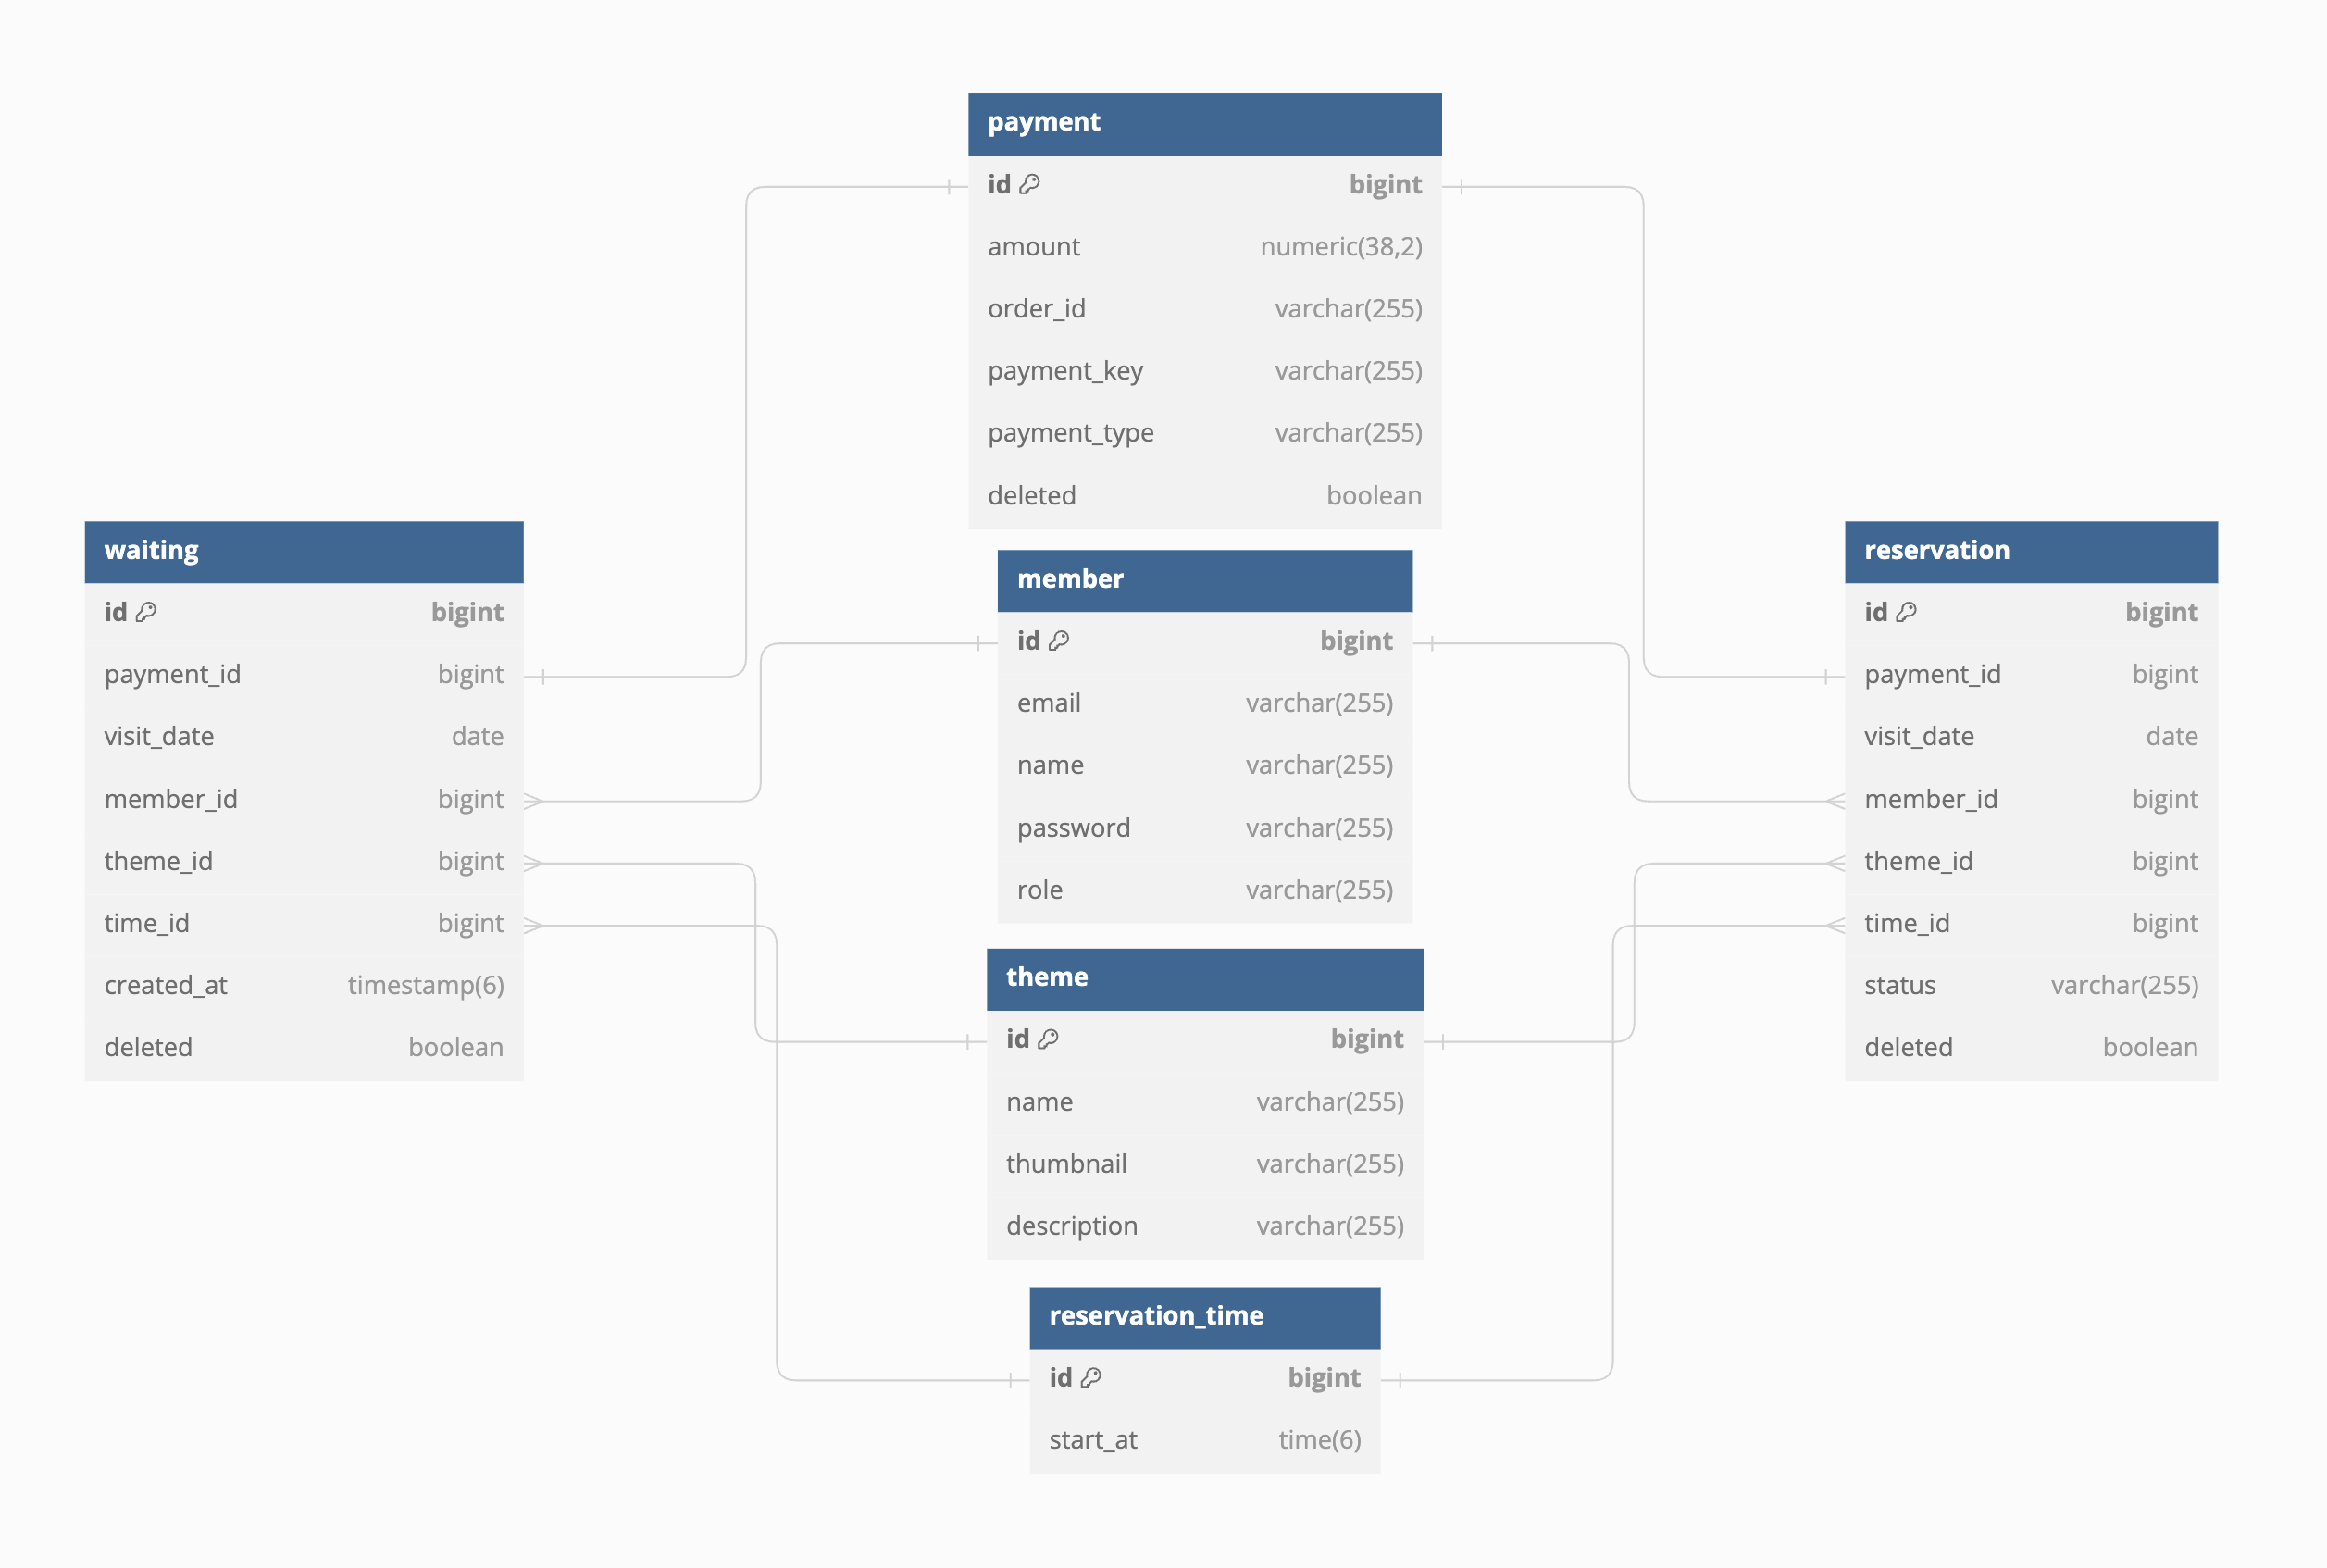 payment
id bigint
amount numeric(38,2)
order_id varchar(255)
payment_key varchar(255)
payment_type varchar(255)
deleted boolean
waiting
id bigint
payment_id bigint
visit_date date
member_id bigint
theme_id bigint
time_id bigint
created_at timestamp(6)
deleted boolean
member
id bigint
email varchar(255)
name varchar(255)
password varchar(255)
role varchar(255)
reservation
id bigint
payment_id bigint
visit_date date
member_id bigint
theme_id bigint
time_id bigint
status varchar(255)
deleted boolean
theme
id bigint
name varchar(255)
thumbnail varchar(255)
description varchar(255)
reservation_time
id bigint
start_at time(6)